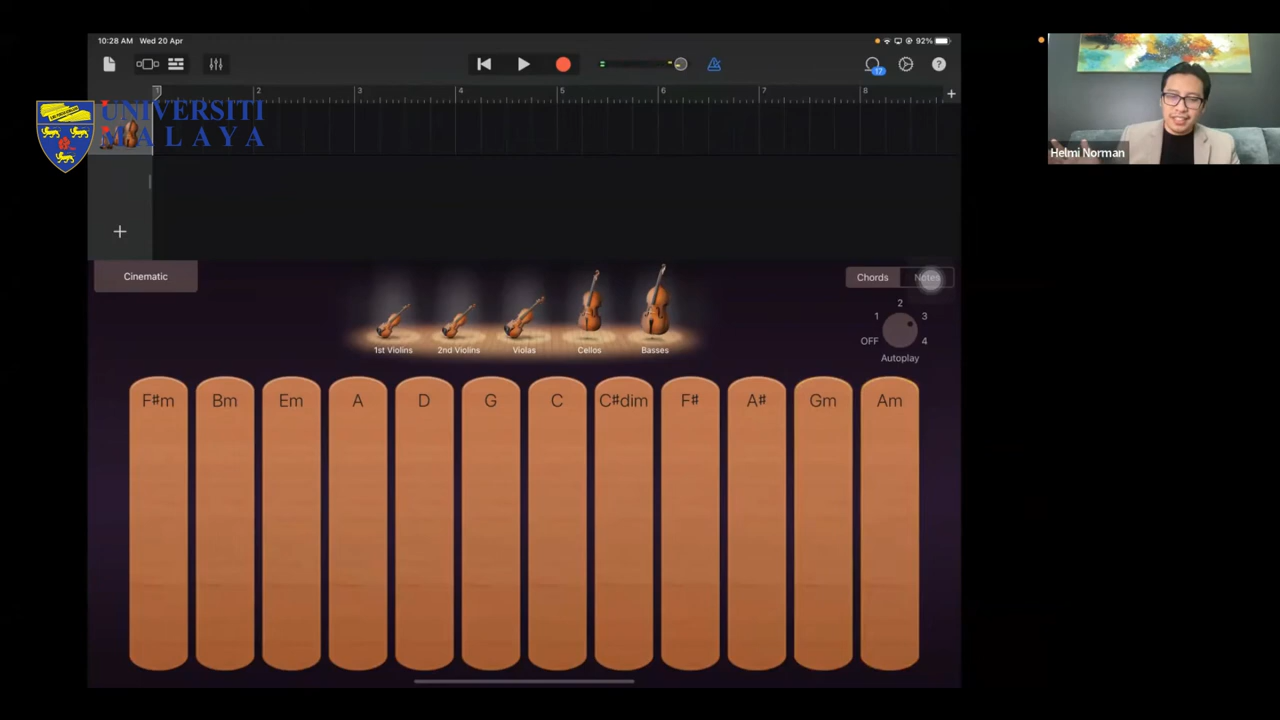 10:28 AM Wed 20 Apr
92%
17
?
1
2
3
4
5
6
7
8
+
UNIVERSITI
MALAYA
Helmi Norman
+
Cinematic
Chords
Notes
1st Violins
2nd Violins
Violas
Cellos
Basses
2
1
3
OFF
4
Autoplay
F#m
Bm
Em
A
D
G
C
C#dim
F#
A#
Gm
Am